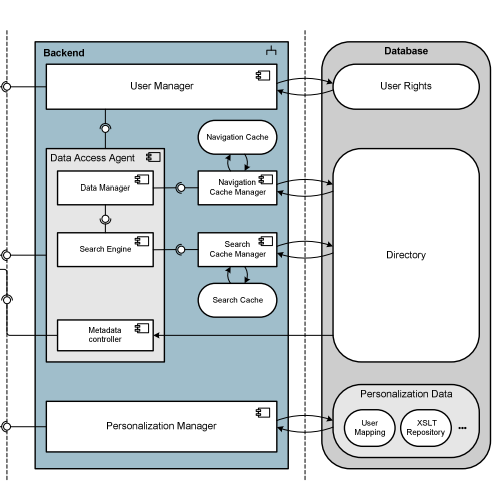 Backend
Database
User Manager
User Rights
Navigation Cache
Data Access Agent
Data Manager
Navigation
Cache Manager
Search Engine
Search
Cache Manager
Directory
Search Cache
Metadata
controller
Personalization Data
Personalization Manager
User
Mapping
XSLT
Repository
...